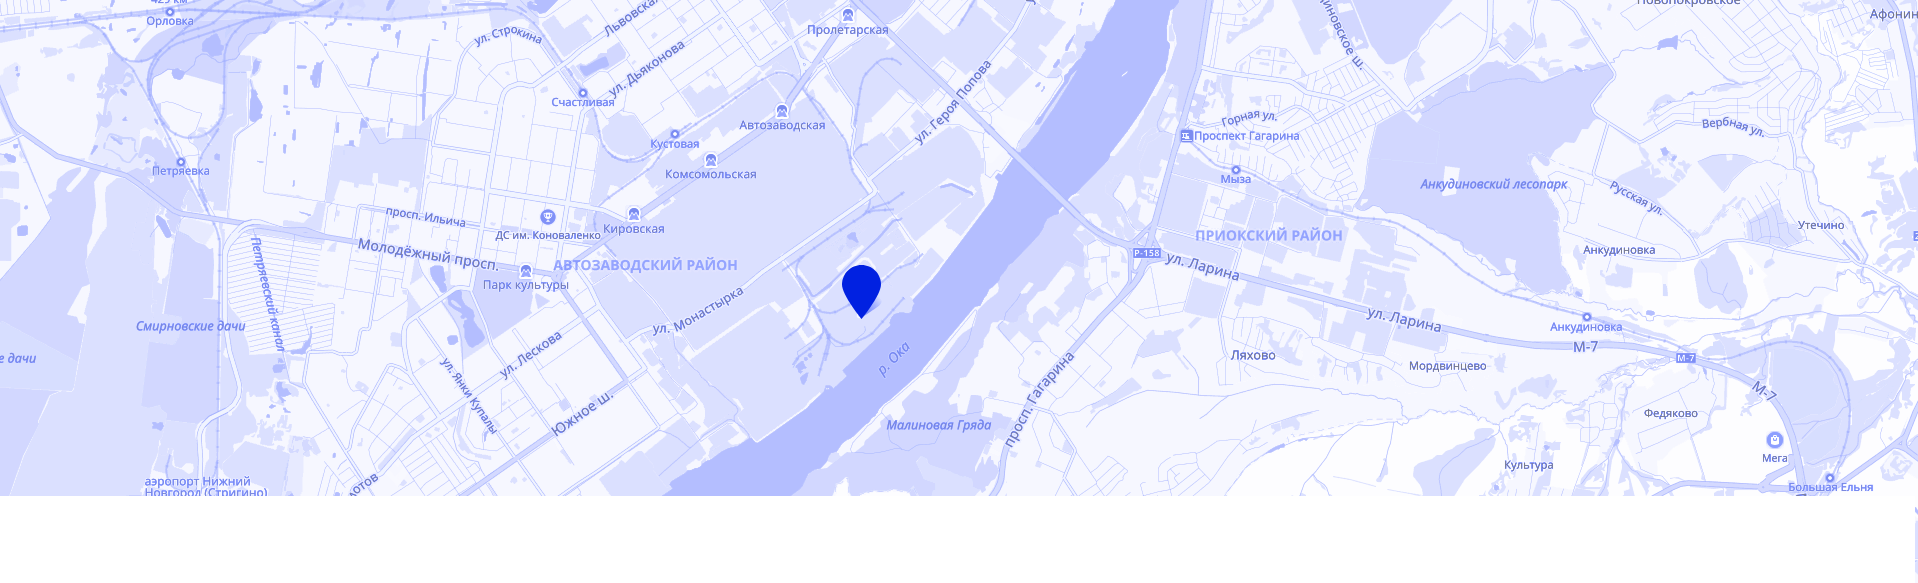 Орловка
ул. Строкина
Львовская
Пролетарская
Новопокровское
Афонин
ул. Дьяконова
Счастливая
ул. Героя Попова
иновское ш.
Автозаводская
Горная ул.
Вербная ул.
Проспект Гагарина
Кустовая
Комсомольская
Петряевка
Мыза
Анкудиновский лесопарк
Русская ул.
просп. Ильича
ДС им. Коноваленко
Кировская
Утечино
ПРИОКСКИЙ РАЙОН
Молодёжный просп.
АВТОЗАВОДСКИЙ РАЙОН
Р-158
ул. Ларина
Анкудиновка
Парк культуры
Петряевский канал
ул. Монастырка
Смирновские дачи
ул. Ларина
Анкудиновка
е дачи
ул. Лескова
р. Ока
Ляхово
М-7
М-7
Мордвинцево
ул. Янки Купалы
Южное ш.
просп. Гагарина
М-7
Федяково
Малиновая Гряда
Мега
Культура
аэропорт Нижний
Новгород (Стригино)
лотов
Большая Ельня